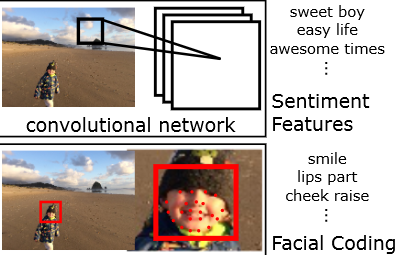 sweet boy
easy life
awesome times
⋮
Sentiment
Features
convolutional network
smile
lips part
cheek raise
⋮
Facial Coding